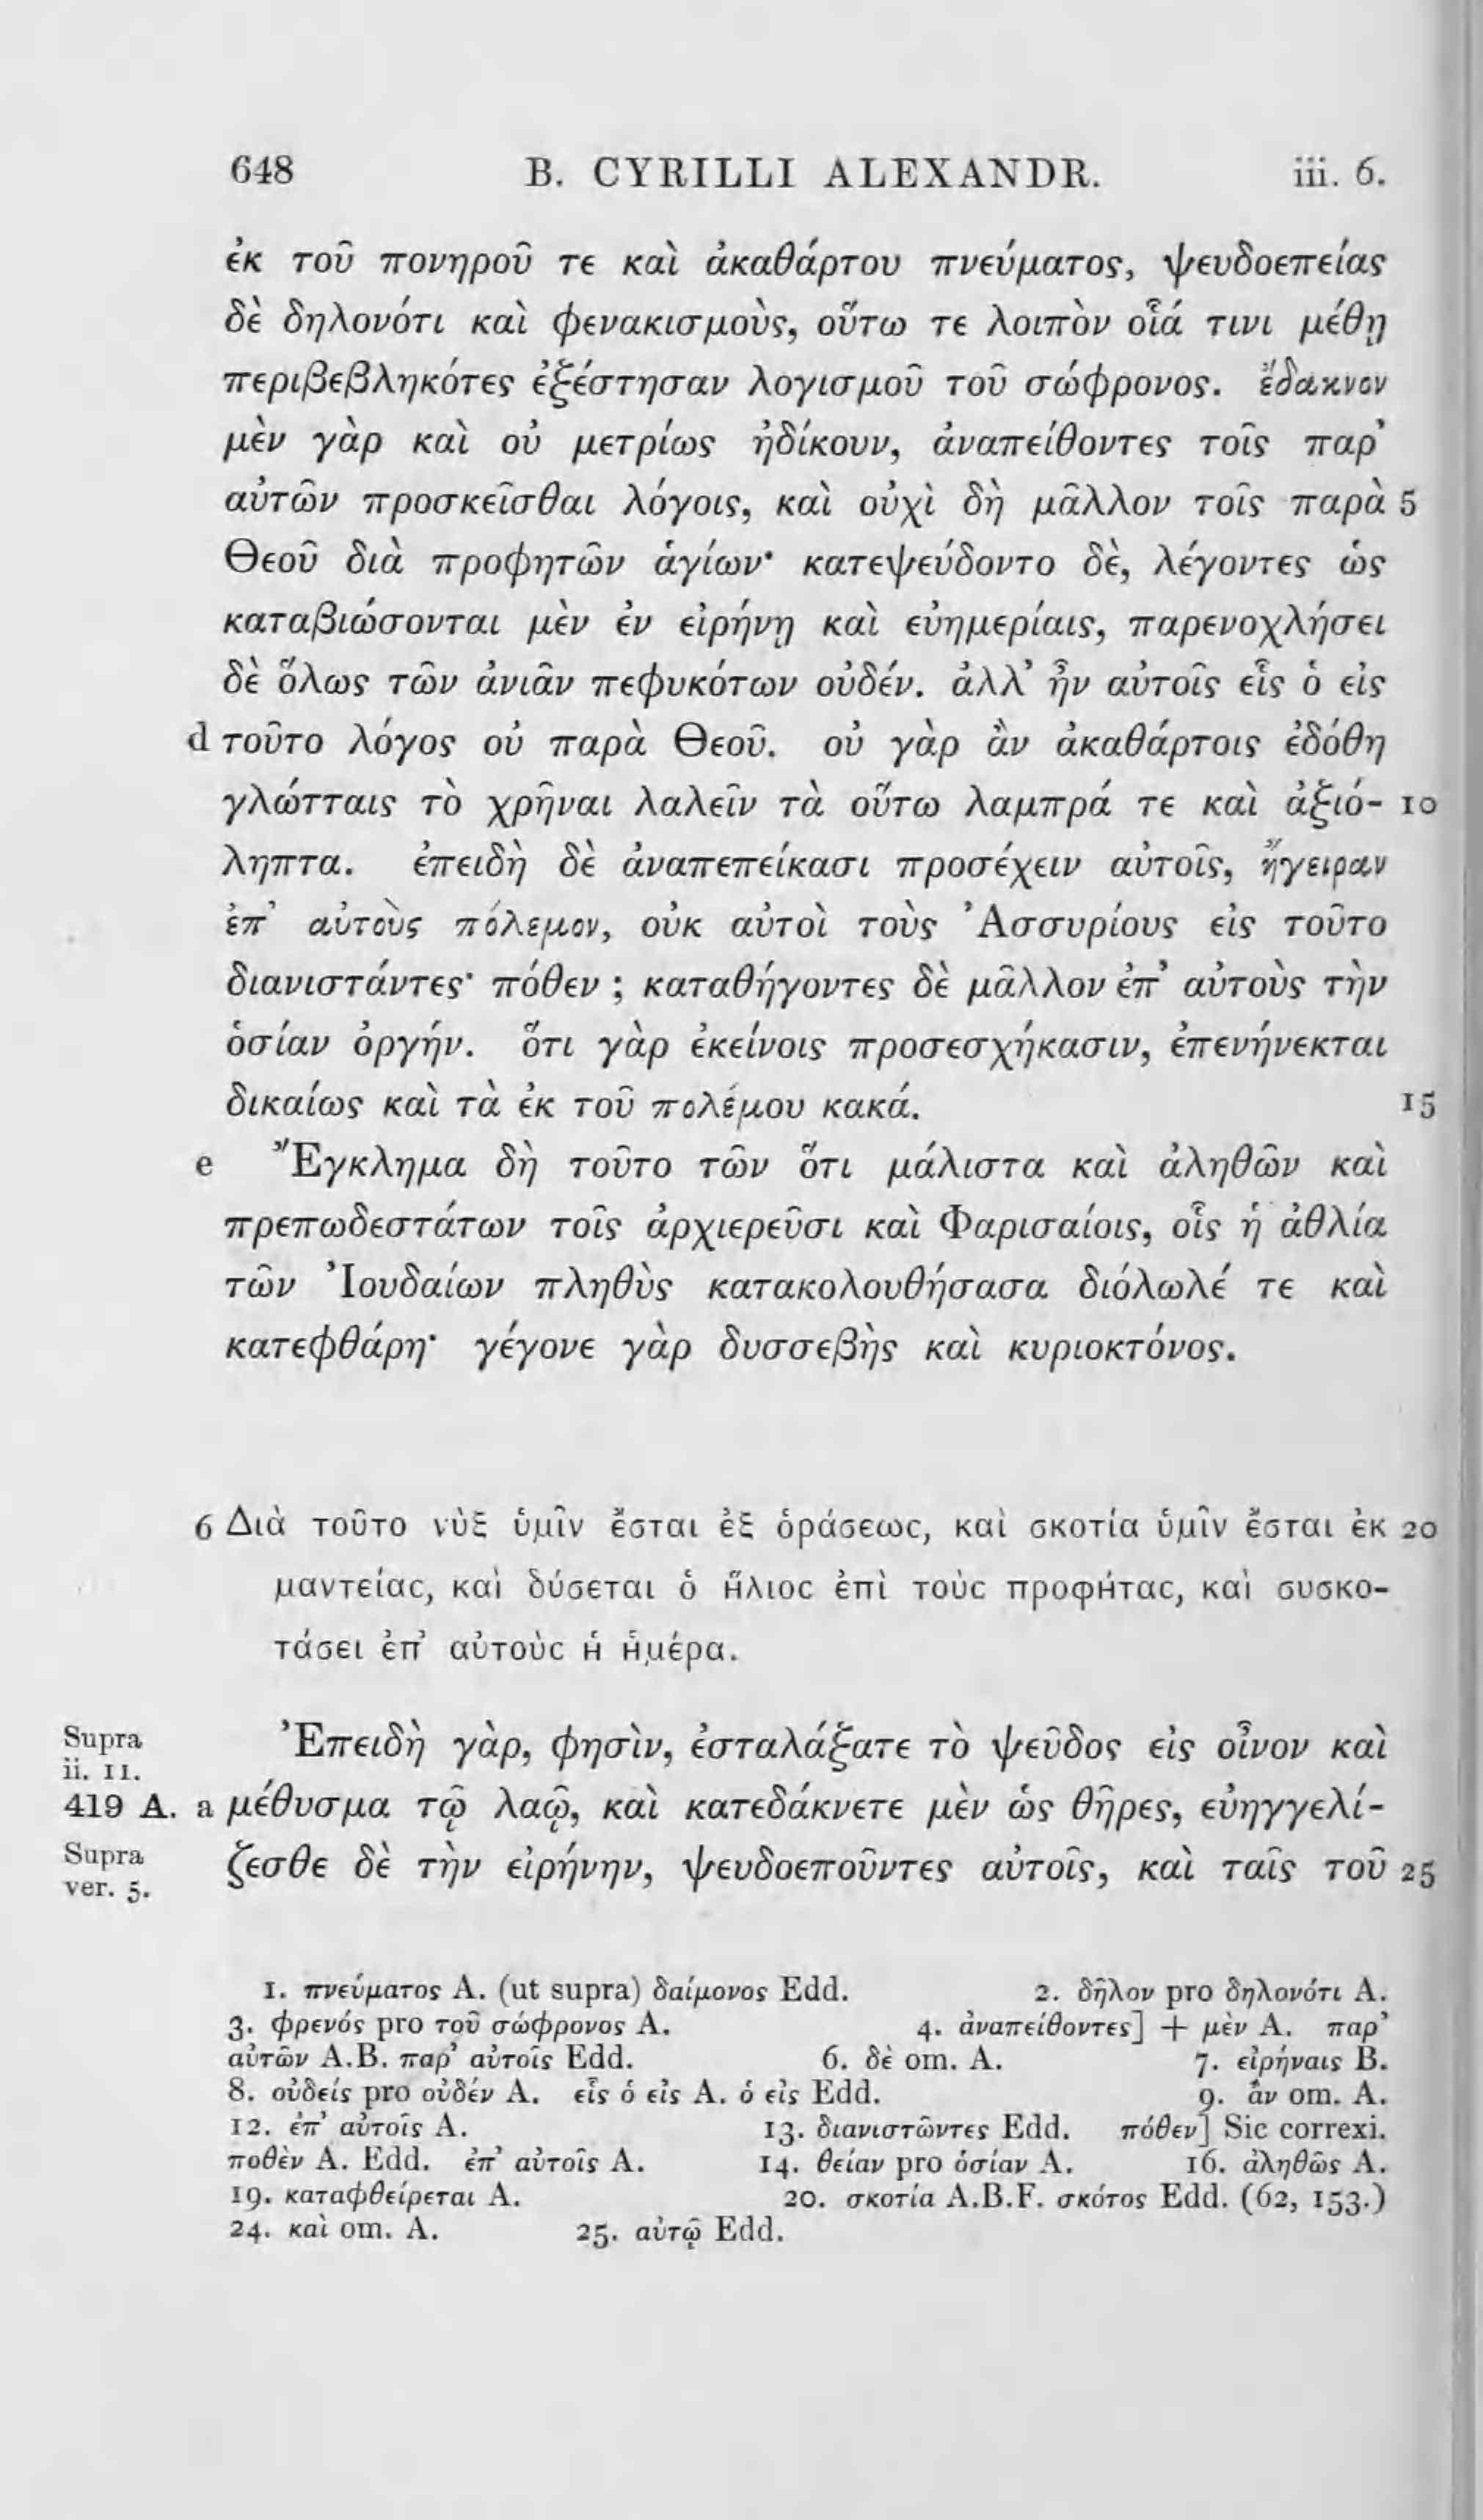 648 B. CYRILLI ALEXANDR. iii. 6.
ἐκ τοῦ πονηροῦ τε καὶ ἀκαθάρτου πνεύματος, ψευδοεπείας
δὲ δηλονότι καὶ φενακισμοὺς, οὕτω τε λοιπὸν οἷά τινι μέθῃ
περιβεβληκότες ἐξέστησαν λογισμοῦ τοῦ σώφρονος. ἔδακνον
μὲν γὰρ καὶ οὐ μετρίως ἠδίκουν, ἀναπείθοντες τοῖς παρ’
αὐτῶν προσκεῖσθαι λόγοις, καὶ οὐχὶ δὴ μᾶλλον τοῖς παρὰ 5
Θεοῦ διὰ προφητῶν ἁγίων· κατεψεύδοντο δὲ, λέγοντες ὡς
καταβιώσονται μὲν ἐν εἰρήνῃ καὶ εὐημερίαις, παρενοχλήσει
δὲ ὅλως τῶν ἀνιᾶν πεφυκότων οὐδέν. ἀλλ’ ἦν αὐτοῖς εἷς ὁ εἰς
d τοῦτο λόγος οὐ παρὰ Θεοῦ. οὐ γὰρ ἂν ἀκαθάρτοις ἐδόθη
γλώτταις τὸ χρῆναι λαλεῖν τὰ οὕτω λαμπρά τε καὶ ἀξιό- 10
ληπτα. ἐπειδὴ δὲ ἀναπεπείκασι προσέχειν αὐτοῖς, ἤγειραν
ἐπ’ αὐτοὺς πόλεμον, οὐκ αὐτοὶ τοὺς Ἀσσυρίους εἰς τοῦτο
διανιστάντες· πόθεν ; καταθήγοντες δὲ μᾶλλον ἐπ’ αὐτοὺς τὴν
ὁσίαν ὀργήν. ὅτι γὰρ ἐκείνοις προσεσχήκασιν, ἐπενήνεκται
δικαίως καὶ τὰ ἐκ τοῦ πολέμου κακά. 15
e Ἔγκλημα δὴ τοῦτο τῶν ὅτι μάλιστα καὶ ἀληθῶν καὶ
πρεπωδεστάτων τοῖς ἀρχιερεῦσι καὶ Φαρισαίοις, οἷς ἡ ἀθλία
τῶν Ἰουδαίων πληθὺς κατακολουθήσασα διόλωλέ τε καὶ
κατεφθάρη· γέγονε γὰρ δυσσεβὴς καὶ κυριοκτόνος.
6 Διὰ τοῦτο νὺξ ὑμῖν ἔσται ἐξ ὁράσεως, καὶ σκοτία ὑμῖν ἔσται ἐκ 20
μαντείας, καὶ δύσεται ὁ ἥλιος ἐπὶ τοὺς προφήτας, καὶ συσκο-
τάσει ἐπ’ αὐτοὺς ἡ ἡμέρα.
Supra ii. 11. Ἐπειδὴ γὰρ, φησὶν, ἐσταλάξατε τὸ ψεῦδος εἰς οἶνον καὶ
419 A. a μέθυσμα τῷ λαῷ, καὶ κατεδάκνετε μὲν ὡς θῆρες, εὐηγγελί-
Supra ver. 5. ζεσθε δὲ τὴν εἰρήνην, ψευδοεποῦντες αὐτοῖς, καὶ ταῖς τοῦ 25
1. πνεύματος A. (ut supra) δαίμονος Edd. 2. δῆλον pro δηλονότι A.
3. φρενός pro τοῦ σώφρονος A. 4. ἀναπείθοντες] + μὲν A. παρ’
αὐτῶν A.B. παρ’ αὐτοῖς Edd. 6. δὲ om. A. 7. εἰρήναις B.
8. οὐδείς pro οὐδέν A. εἷς ὁ εἰς A. ὁ εἰς Edd. 9. ἂν om. A.
12. ἐπ’ αὐτοῖς A. 13. διανιστῶντες Edd. πόθεν] Sic correxi.
ποθὲν A. Edd. ἐπ’ αὐτοῖς A. 14. θείαν pro ὁσίαν A. 16. ἀληθῶς A.
19. καταφθείρεται A. 20. σκοτία A.B.F. σκότος Edd. (62, 153.)
24. καὶ om. A. 25. αὐτῷ Edd.